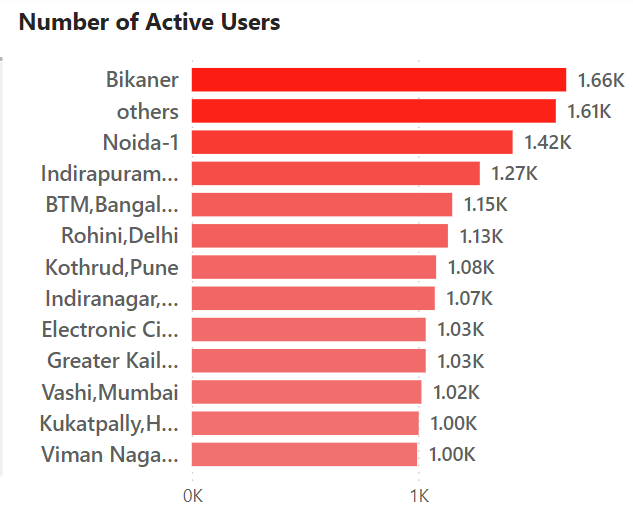 Number of Active Users
Bikaner 1.66K
others 1.61K
Noida-1 1.42K
Indirapuram... 1.27K
BTM,Bangal... 1.15K
Rohini,Delhi 1.13K
Kothrud,Pune 1.08K
Indiranagar,... 1.07K
Electronic Ci... 1.03K
Greater Kail... 1.03K
Vashi,Mumbai 1.02K
Kukatpally,H... 1.00K
Viman Naga... 1.00K
0K 1K